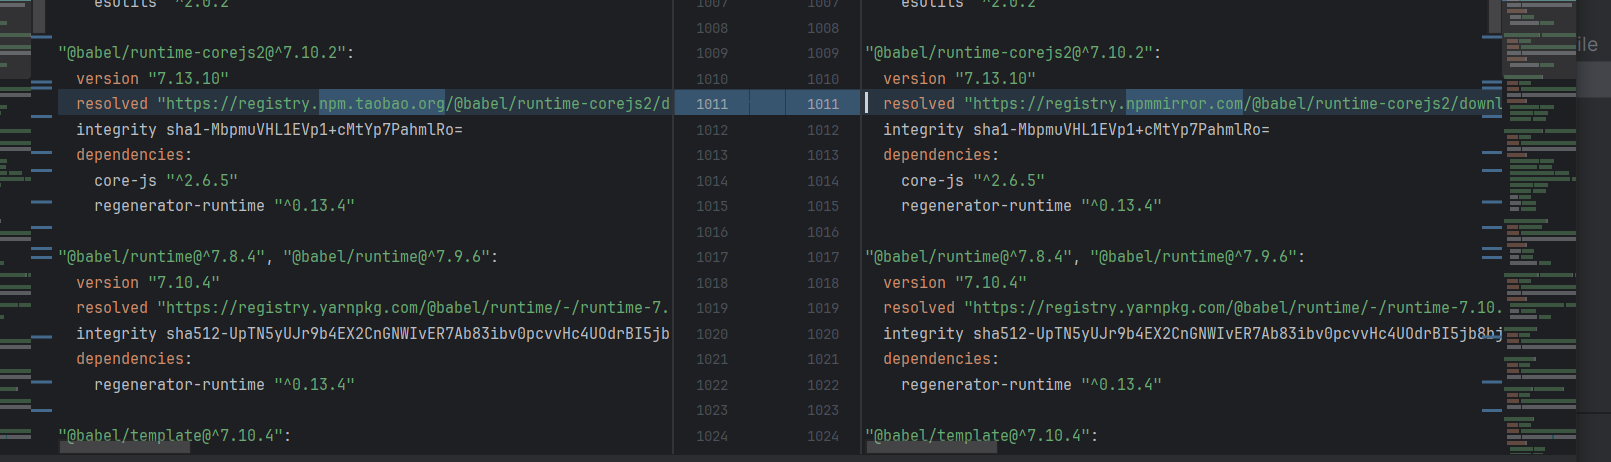 esutils "^2.0.2"
"@babel/runtime-corejs2@^7.10.2":
version "7.13.10"
resolved "https://registry.npm.taobao.org/@babel/runtime-corejs2/d
integrity sha1-MbpmuVHL1EVp1+cMtYp7PahmlRo=
dependencies:
core-js "^2.6.5"
regenerator-runtime "^0.13.4"
"@babel/runtime@^7.8.4", "@babel/runtime@^7.9.6":
version "7.10.4"
resolved "https://registry.yarnpkg.com/@babel/runtime/-/runtime-7.
integrity sha512-UpTN5yUJr9b4EX2CnGNWIvER7Ab83ibv0pcvvHc4UOdrBI5jb
dependencies:
regenerator-runtime "^0.13.4"
"@babel/template@^7.10.4":
1007 1007
1008 1008
1009 1009
1010 1010
1011 1011
1012 1012
1013 1013
1014 1014
1015 1015
1016 1016
1017 1017
1018 1018
1019 1019
1020 1020
1021 1021
1022 1022
1023 1023
1024 1024
esutils "^2.0.2"
"@babel/runtime-corejs2@^7.10.2":
version "7.13.10"
resolved "https://registry.npmmirror.com/@babel/runtime-corejs2/downl
integrity sha1-MbpmuVHL1EVp1+cMtYp7PahmlRo=
dependencies:
core-js "^2.6.5"
regenerator-runtime "^0.13.4"
"@babel/runtime@^7.8.4", "@babel/runtime@^7.9.6":
version "7.10.4"
resolved "https://registry.yarnpkg.com/@babel/runtime/-/runtime-7.10.
integrity sha512-UpTN5yUJr9b4EX2CnGNWIvER7Ab83ibv0pcvvHc4UOdrBI5jb8bj
dependencies:
regenerator-runtime "^0.13.4"
"@babel/template@^7.10.4":
ile